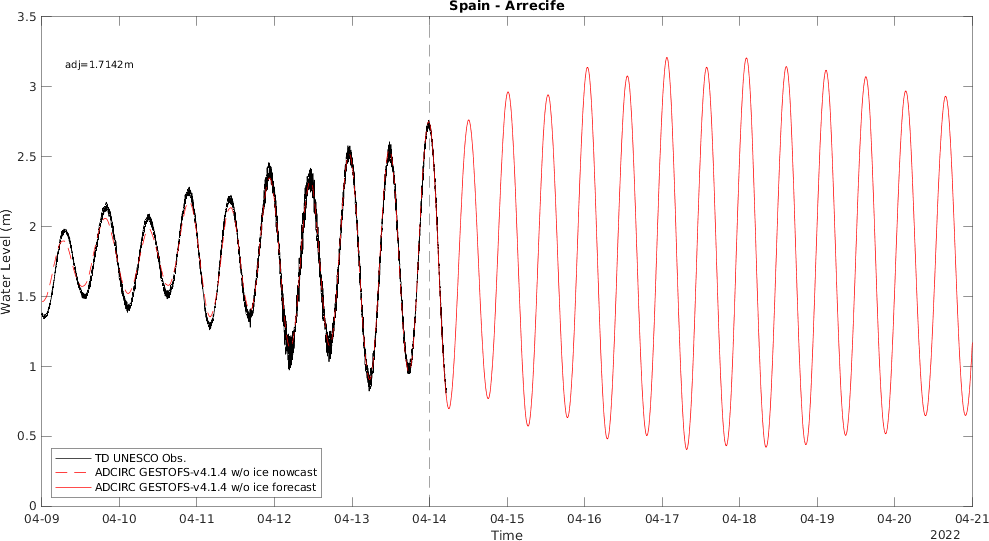 Spain - Arrecife
adj=1.7142m
3.5
3
2.5
2
1.5
1
0.5
0
Water Level (m)
TD UNESCO Obs.
ADCIRC GESTOFS-v4.1.4 w/o ice nowcast
ADCIRC GESTOFS-v4.1.4 w/o ice forecast
04-09 04-10 04-11 04-12 04-13 04-14 04-15 04-16 04-17 04-18 04-19 04-20 04-21
Time
2022